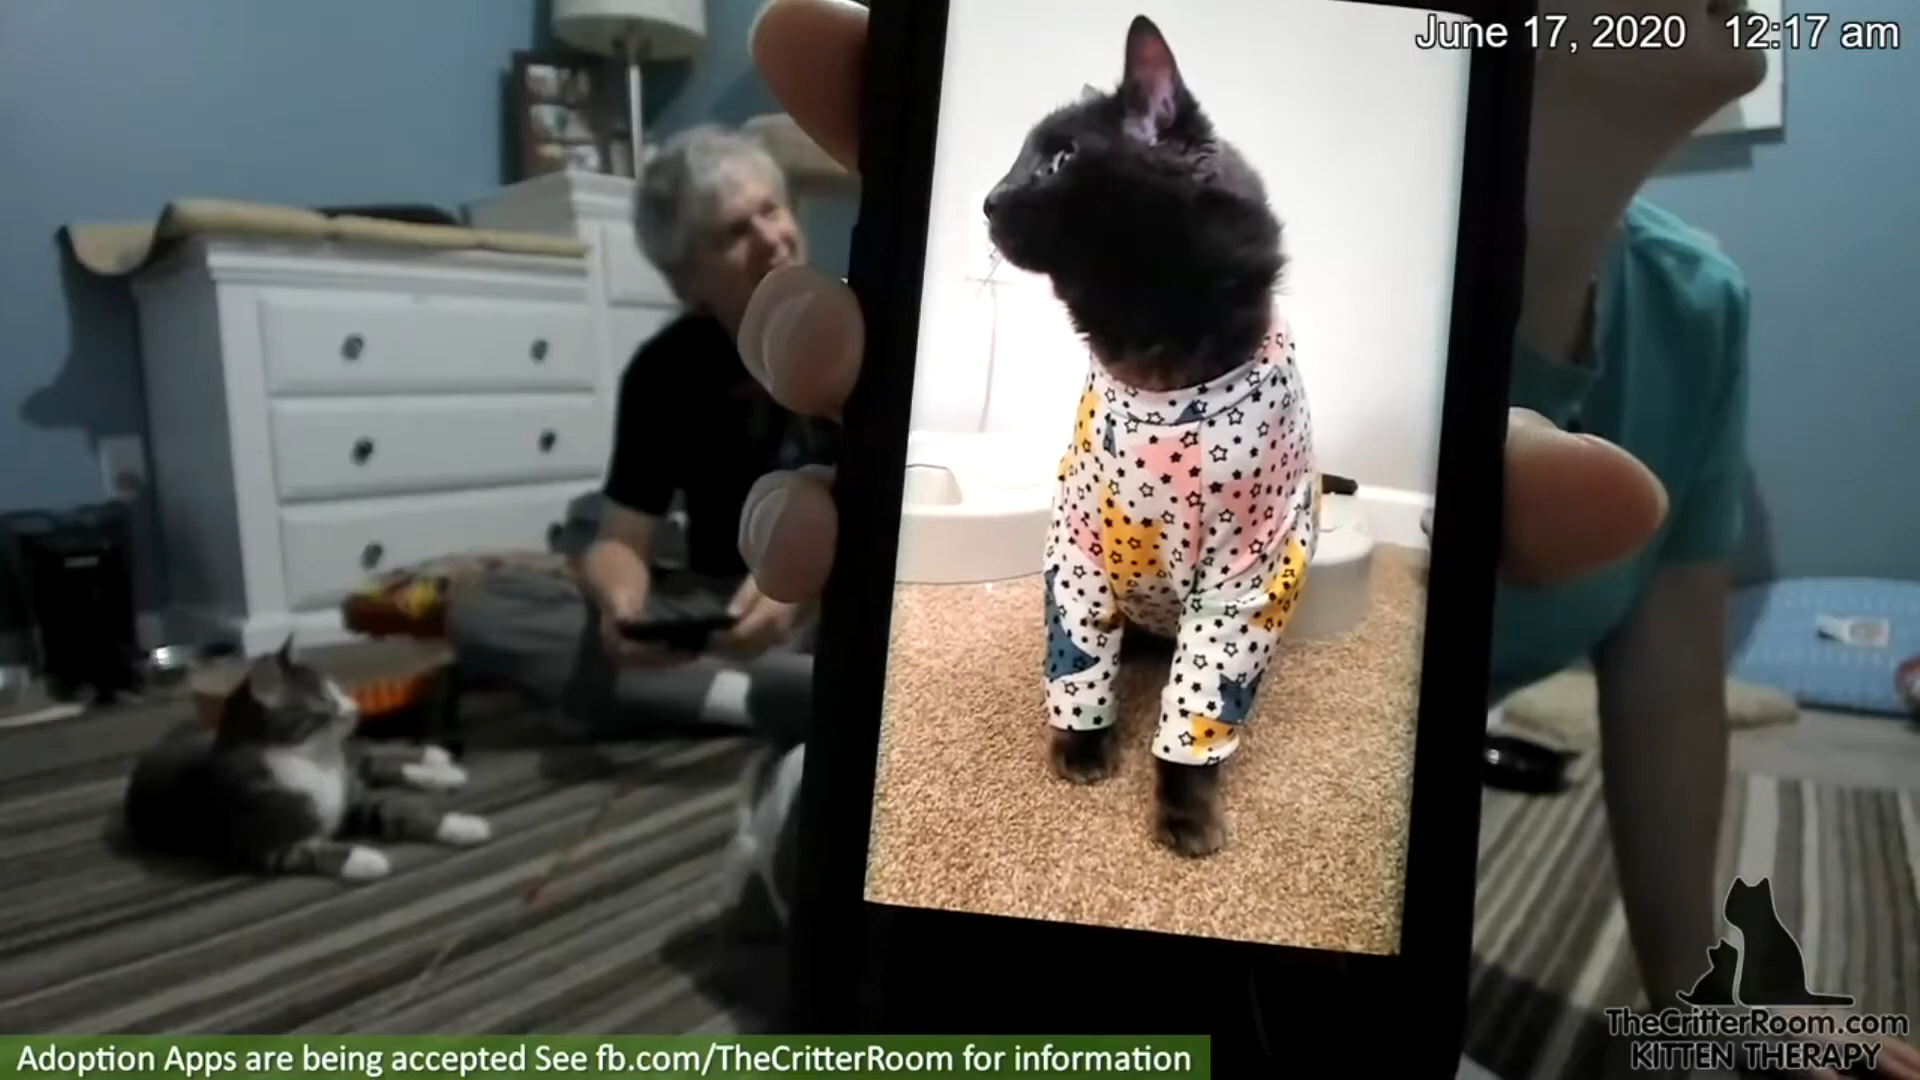 June 17, 2020 12:17 am
Adoption Apps are being accepted See fb.com/TheCritterRoom for information
TheCritterRoom.com
KITTEN THERAPY